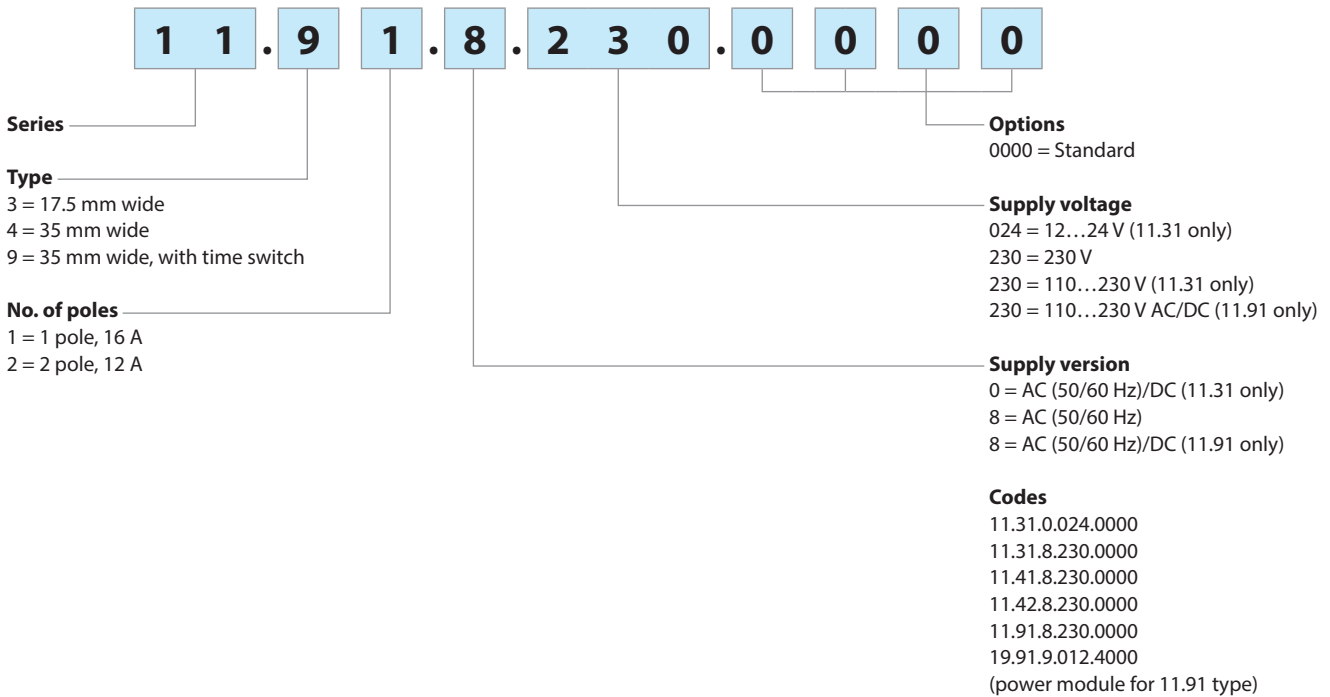 1 1 . 9 1 . 8 . 2 3 0 . 0 0 0 0
Series
Type
3 = 17.5 mm wide
4 = 35 mm wide
9 = 35 mm wide, with time switch
No. of poles
1 = 1 pole, 16 A
2 = 2 pole, 12 A
Options
0000 = Standard
Supply voltage
024 = 12…24 V (11.31 only)
230 = 230 V
230 = 110…230 V (11.31 only)
230 = 110…230 V AC/DC (11.91 only)
Supply version
0 = AC (50/60 Hz)/DC (11.31 only)
8 = AC (50/60 Hz)
8 = AC (50/60 Hz)/DC (11.91 only)
Codes
11.31.0.024.0000
11.31.8.230.0000
11.41.8.230.0000
11.42.8.230.0000
11.91.8.230.0000
19.91.9.012.4000
(power module for 11.91 type)